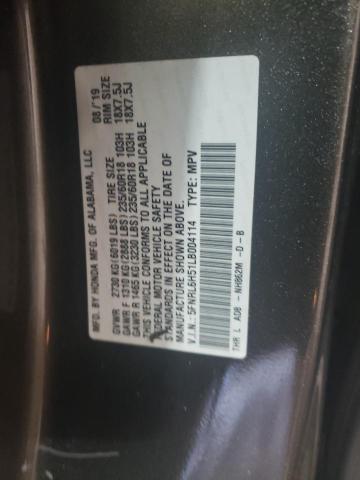 MFD. BY HONDA MFG. OF ALABAMA, LLC 08/'19
TIRE SIZE RIM SIZE
GVWR 2730 KG(6019 LBS)
GAWR F 1310 KG(2888 LBS) 235/60R18 103H 18X7.5J
GAWR R 1465 KG(3230 LBS) 235/60R18 103H 18X7.5J
THIS VEHICLE CONFORMS TO ALL APPLICABLE
FEDERAL MOTOR VEHICLE SAFETY
STANDARDS IN EFFECT ON THE DATE OF
MANUFACTURE SHOWN ABOVE.
V.I.N.: 5FNRL6H51LB004114 TYPE: MPV
THR L AD8 - NH862M -D-B